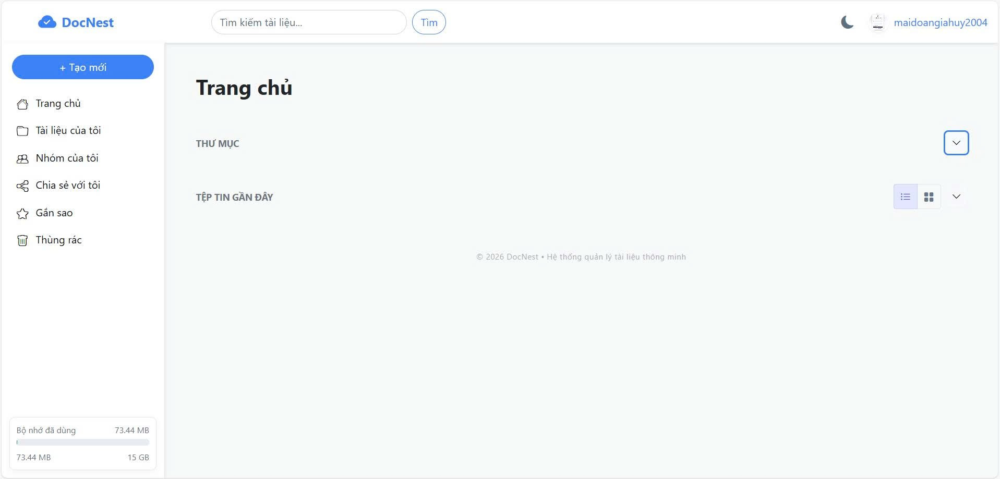 DocNest
Tìm kiếm tài liệu...
Tìm
maidoangiahuy2004
+ Tạo mới
Trang chủ
Tài liệu của tôi
Nhóm của tôi
Chia sẻ với tôi
Gắn sao
Thùng rác
Bộ nhớ đã dùng 73.44 MB
73.44 MB 15 GB
Trang chủ
THƯ MỤC
TỆP TIN GẦN ĐÂY
© 2026 DocNest • Hệ thống quản lý tài liệu thông minh